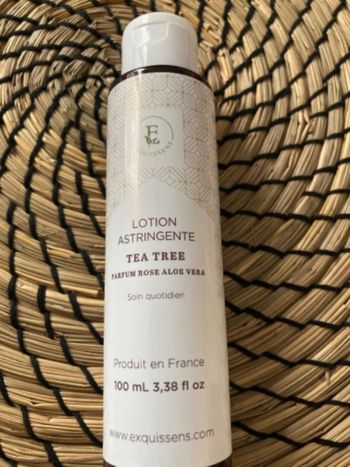 E
EXQUISSENS
LOTION
ASTRINGENTE
TEA TREE
PARFUM ROSE ALOE VERA
Soin quotidien
Produit en France
100 mL 3,38 fl oz
www.exquissens.com